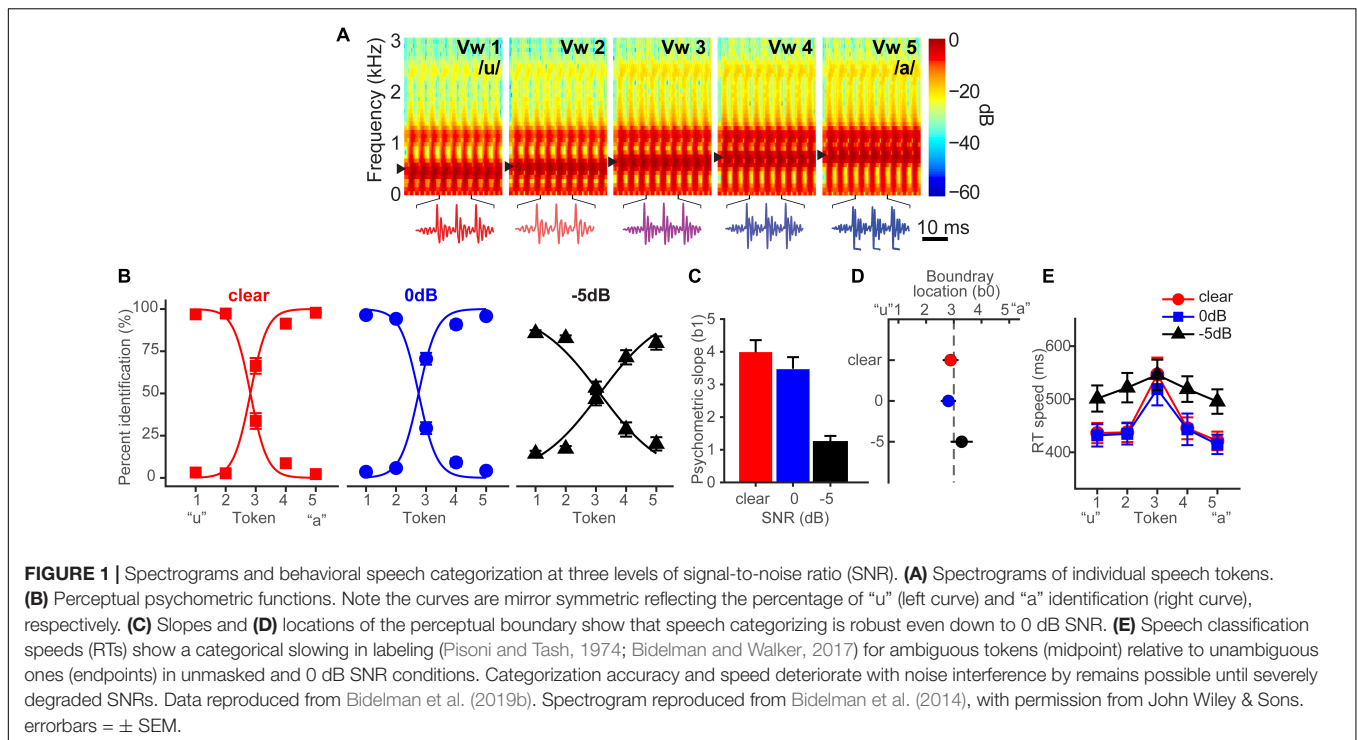 A
3
2
1
0
Frequency (kHz)
Vw 1
/u/
Vw 2
Vw 3
Vw 4
Vw 5
/a/
0
−20
−40
−60
dB
10 ms
B
clear
0dB
-5dB
100
75
50
25
0
Percent identification (%)
1 2 3 4 5
"u" Token "a"
1 2 3 4 5
Token
1 2 3 4 5
Token
C
5
4
3
2
1
0
Psychometric slope (b1)
clear 0 -5
SNR (dB)
D
Boundray
location (b0)
"u" 1 3 5 "a"
clear
0
-5
E
clear
0dB
-5dB
600
500
400
RT speed (ms)
1 2 3 4 5
"u" Token "a"
FIGURE 1 | Spectrograms and behavioral speech categorization at three levels of signal-to-noise ratio (SNR). (A) Spectrograms of individual speech tokens.
(B) Perceptual psychometric functions. Note the curves are mirror symmetric reflecting the percentage of "u" (left curve) and "a" identification (right curve),
respectively. (C) Slopes and (D) locations of the perceptual boundary show that speech categorizing is robust even down to 0 dB SNR. (E) Speech classification
speeds (RTs) show a categorical slowing in labeling (Pisoni and Tash, 1974; Bidelman and Walker, 2017) for ambiguous tokens (midpoint) relative to unambiguous
ones (endpoints) in unmasked and 0 dB SNR conditions. Categorization accuracy and speed deteriorate with noise interference by remains possible until severely
degraded SNRs. Data reproduced from Bidelman et al. (2019b). Spectrogram reproduced from Bidelman et al. (2014), with permission from John Wiley & Sons.
errorbars = ± SEM.